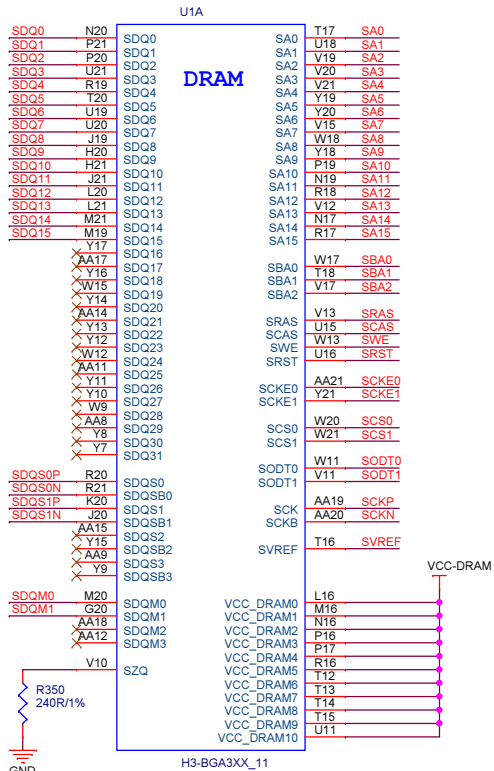 U1A
DRAM
SDQ0 N20 SDQ0 SA0 T17 SA0
SDQ1 P21 SDQ1 SA1 U18 SA1
SDQ2 P20 SDQ2 SA2 V19 SA2
SDQ3 U21 SDQ3 SA3 V20 SA3
SDQ4 R19 SDQ4 SA4 V21 SA4
SDQ5 T20 SDQ5 SA5 Y19 SA5
SDQ6 U19 SDQ6 SA6 Y20 SA6
SDQ7 U20 SDQ7 SA7 V15 SA7
SDQ8 J19 SDQ8 SA8 W18 SA8
SDQ9 H20 SDQ9 SA9 Y18 SA9
SDQ10 H21 SDQ10 SA10 P19 SA10
SDQ11 J21 SDQ11 SA11 N19 SA11
SDQ12 L20 SDQ12 SA12 R18 SA12
SDQ13 L21 SDQ13 SA13 V12 SA13
SDQ14 M21 SDQ14 SA14 N17 SA14
SDQ15 M19 SDQ15 SA15 R17 SA15
Y17 SDQ16
AA17 SDQ17 SBA0 W17 SBA0
Y16 SDQ18 SBA1 T18 SBA1
W15 SDQ19 SBA2 V17 SBA2
Y14 SDQ20
AA14 SDQ21 SRAS V13 SRAS
Y13 SDQ22 SCAS U15 SCAS
Y12 SDQ23 SWE W13 SWE
W12 SDQ24 SRST U16 SRST
AA11 SDQ25
Y11 SDQ26 SCKE0 AA21 SCKE0
Y10 SDQ27 SCKE1 Y21 SCKE1
W9 SDQ28
AA8 SDQ29 SCS0 W20 SCS0
Y8 SDQ30 SCS1 W21 SCS1
Y7 SDQ31
SODT0 W11 SODT0
SDQS0P R20 SDQS0 SODT1 V11 SODT1
SDQS0N R21 SDQSB0
SDQS1P K20 SDQS1 SCK AA19 SCKP
SDQS1N J20 SDQSB1 SCKB AA20 SCKN
AA15 SDQS2
Y15 SDQSB2 SVREF T16 SVREF
AA9 SDQS3
Y9 SDQSB3
VCC-DRAM
SDQM0 M20 SDQM0 VCC_DRAM0 L16
SDQM1 G20 SDQM1 VCC_DRAM1 M16
AA18 SDQM2 VCC_DRAM2 N16
AA12 SDQM3 VCC_DRAM3 P16
VCC_DRAM4 P17
V10 SZQ VCC_DRAM5 R16
VCC_DRAM6 T12
R350 VCC_DRAM7 T13
240R/1% VCC_DRAM8 T14
VCC_DRAM9 T15
VCC_DRAM10 U11
GND
H3-BGA3XX_11